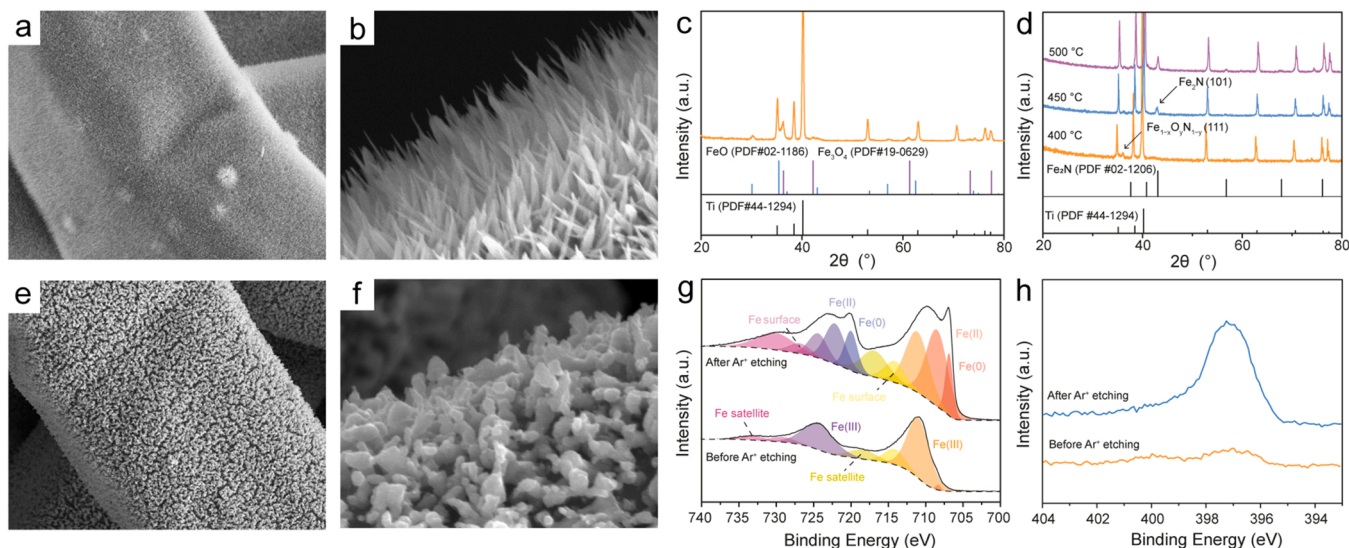 a
b
c
Intensity (a.u.)
FeO (PDF#02-1186) Fe₃O₄ (PDF#19-0629)
Ti (PDF#44-1294)
20 40 60 80
2θ (°)
d
Intensity (a.u.)
500 °C
450 °C
Fe₂N (101)
Fe₁₋ₓOᵧN₁₋ᵧ (111)
400 °C
Fe₂N (PDF #02-1206)
Ti (PDF #44-1294)
20 40 60 80
2θ (°)
e
f
g
Intensity (a.u.)
Fe(II)
Fe surface
Fe(0)
Fe(II)
Fe(0)
After Ar⁺ etching
Fe surface
Fe satellite
Fe(III)
Fe(III)
Before Ar⁺ etching
Fe satellite
740 735 730 725 720 715 710 705 700
Binding Energy (eV)
h
Intensity (a.u.)
After Ar⁺ etching
Before Ar⁺ etching
404 402 400 398 396 394
Binding Energy (eV)